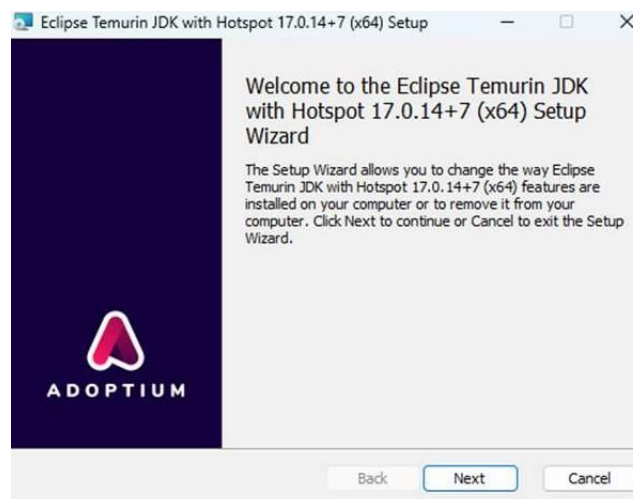 Eclipse Temurin JDK with Hotspot 17.0.14+7 (x64) Setup
Welcome to the Eclipse Temurin JDK
with Hotspot 17.0.14+7 (x64) Setup
Wizard
The Setup Wizard allows you to change the way Eclipse
Temurin JDK with Hotspot 17.0.14+7 (x64) features are
installed on your computer or to remove it from your
computer. Click Next to continue or Cancel to exit the Setup
Wizard.
ADOPTIUM
Back Next Cancel